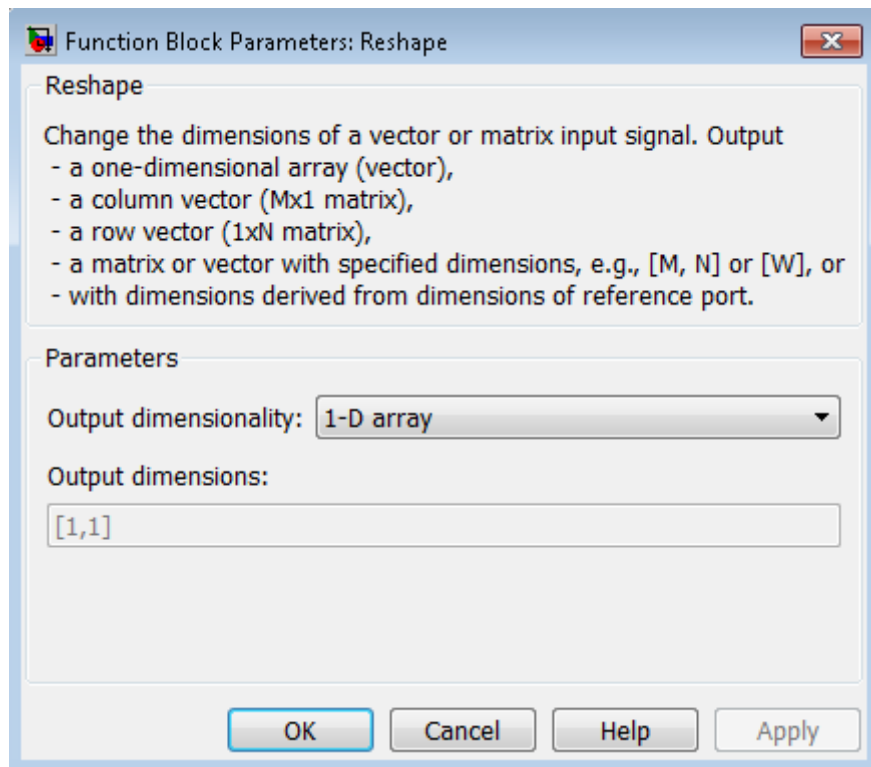 Function Block Parameters: Reshape
Reshape
Change the dimensions of a vector or matrix input signal. Output
- a one-dimensional array (vector),
- a column vector (Mx1 matrix),
- a row vector (1xN matrix),
- a matrix or vector with specified dimensions, e.g., [M, N] or [W], or
- with dimensions derived from dimensions of reference port.
Parameters
Output dimensionality: 1-D array
Output dimensions:
[1,1]
OK Cancel Help Apply